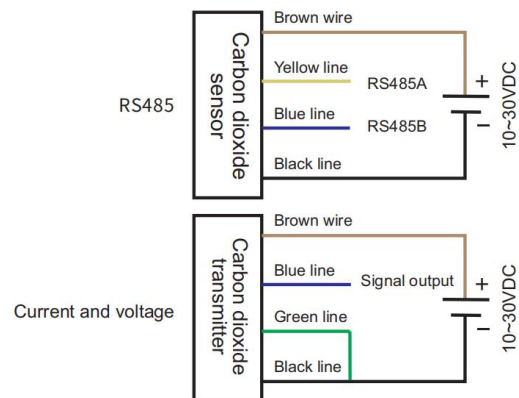 RS485
Carbon dioxide
sensor
Brown wire
Yellow line
RS485A
Blue line
RS485B
Black line
+
−
10~30VDC
Current and voltage
Carbon dioxide
transmitter
Brown wire
Blue line
Signal output
Green line
Black line
+
−
10~30VDC